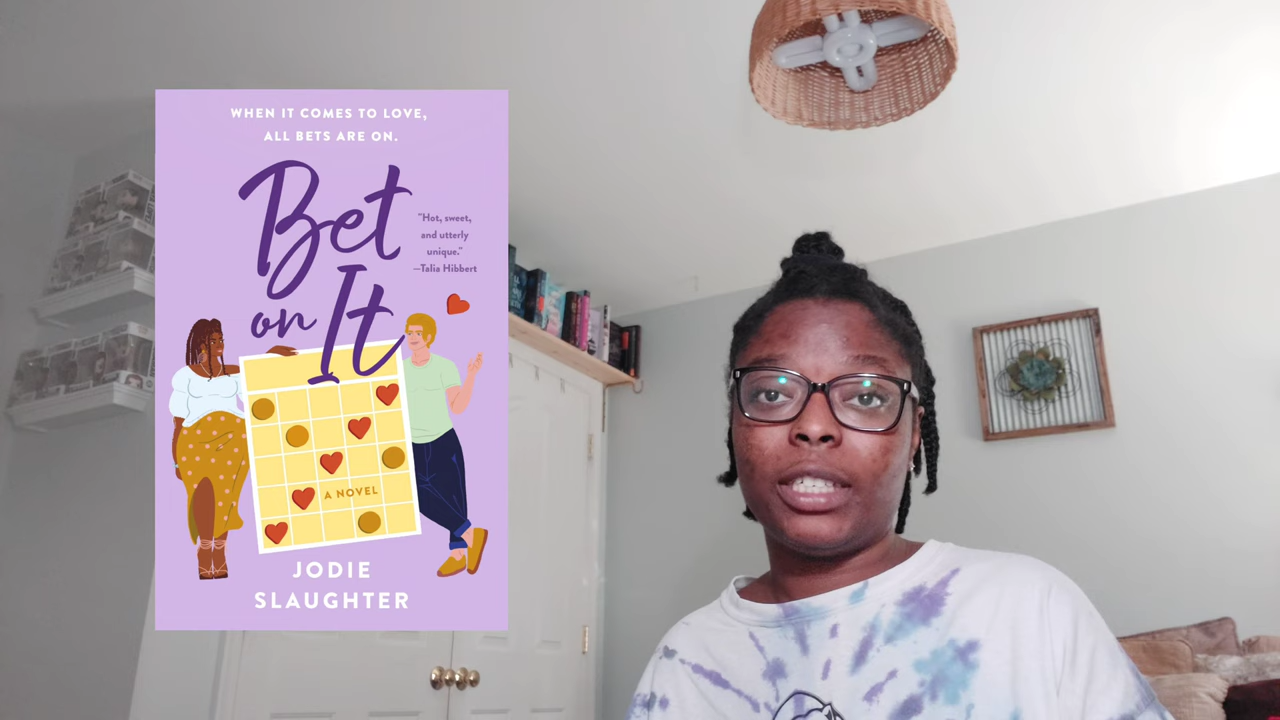 WHEN IT COMES TO LOVE,
ALL BETS ARE ON.
Bet
on It
"Hot, sweet,
and utterly
unique."
—Talia Hibbert
A NOVEL
JODIE
SLAUGHTER